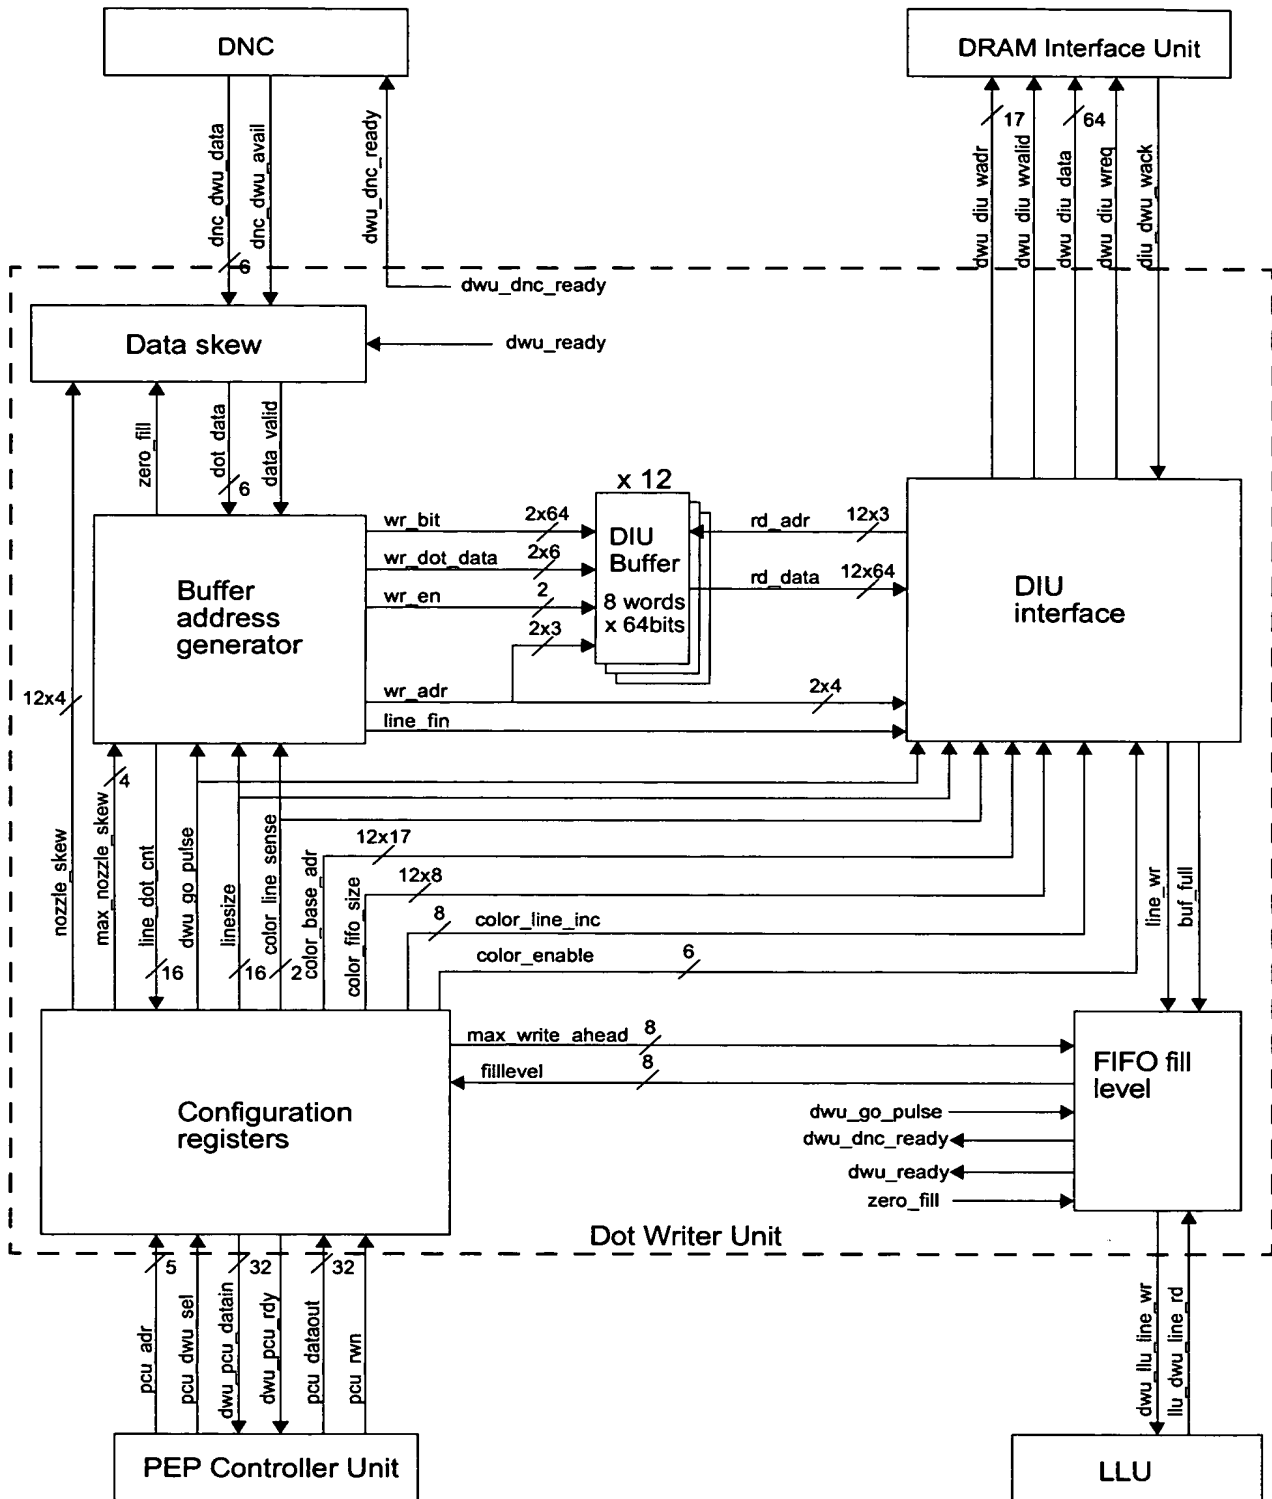 DNC
DRAM Interface Unit
dnc_dwu_data
dnc_dwu_avail
dwu_dnc_ready
6
17
64
dwu_diu_wadr
dwu_diu_wvalid
dwu_diu_data
dwu_diu_wreq
diu_dwu_wack
dwu_dnc_ready
Data skew
dwu_ready
zero_fill
dot_data
data_valid
6
x 12
Buffer
address
generator
wr_bit
2x64
wr_dot_data
2x6
wr_en
2
2x3
wr_adr
2x4
line_fin
DIU
Buffer
8 words
x 64bits
rd_adr
12x3
rd_data
12x64
DIU
interface
12x4
4
nozzle_skew
max_nozzle_skew
line_dot_cnt
16
dwu_go_pulse
linesize
16
color_line_sense
2
color_base_adr
12x17
color_fifo_size
12x8
8
color_line_inc
color_enable
6
line_wr
buf_full
Configuration
registers
max_write_ahead
8
filllevel
8
dwu_go_pulse
dwu_dnc_ready
dwu_ready
zero_fill
FIFO fill
level
Dot Writer Unit
5
32
32
pcu_adr
pcu_dwu_sel
dwu_pcu_datain
dwu_pcu_rdy
pcu_dataout
pcu_rwn
dwu_llu_line_wr
llu_dwu_line_rd
PEP Controller Unit
LLU